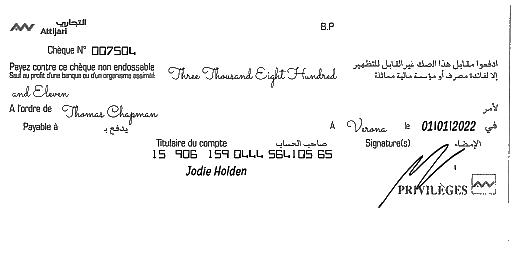 التجاري
Attijari
B.P
Chèque N° 007504
Payez contre ce chèque non endossable
Sauf au profit d'une banque ou d'un organisme assimilé
Three Thousand Eight Hundred
ادفعوا مقابل هذا الصك غير القابل للتظهير
إلا لفائدة مصرف أو مؤسسة مالية مماثلة
and Eleven
A l'ordre de Thomas Chapman
لأمر
Payable à
يدفع بـ
A Verona le 01/01/2022 في
Titulaire du compte صاحب الحساب
Signature(s) الإمضاء
15 906 159 0444 564105 65
Jodie Holden
PRIVILÈGES